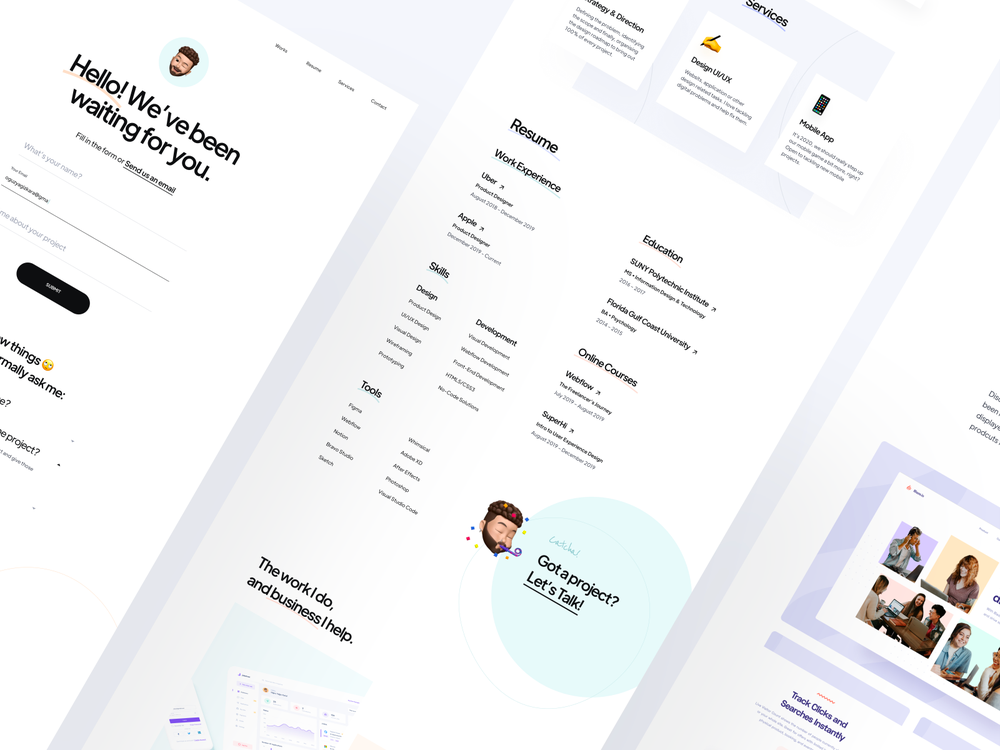 Works
Resume
Services
Contact
Hello! We've been
waiting for you.
Fill in the form or Send us an email
What's your name?
Your Email
me about your project
SUBMIT
things
rmally ask me:
e project?
ct and give those
Strategy & Direction
Defining the problem, identifying
the scope and finally, organising
the design roadmap to bring out
100% of every project.
Services
Design UI/UX
Website, application or other
design related tasks. I love tackling
digital problems and help fix them.
Mobile App
It's 2020, we should really step up
our mobile game a bit more, right?
Open to tackling new mobile
projects.
Resume
Work Experience
Uber
Product Designer
August 2018 - December 2019
Apple
Product Designer
December 2019 - Current
Skills
Design
Product Design
UI/UX Design
Visual Design
Wireframing
Prototyping
Development
Visual Development
Webflow Development
Front-End Development
HTML5/CSS3
No-Code Solutions
Tools
Figma
Webflow
Notion
Bravo Studio
Sketch
Whimsical
Adobe XD
After Effects
Photoshop
Visual Studio Code
Education
SUNY Polytechnic Institute
MS • Information Design & Technology
2016 - 2017
Florida Gulf Coast University
BA • Psychology
2014 - 2015
Online Courses
Webflow
The Freelancer's Journey
July 2019 - August 2019
SuperHi
Intro to User Experience Design
August 2019 - December 2019
Got a project?
Let's Talk!
The work I do,
and business I help.
been
displaye
prodcuts
Track Clicks and
Searches Instantly